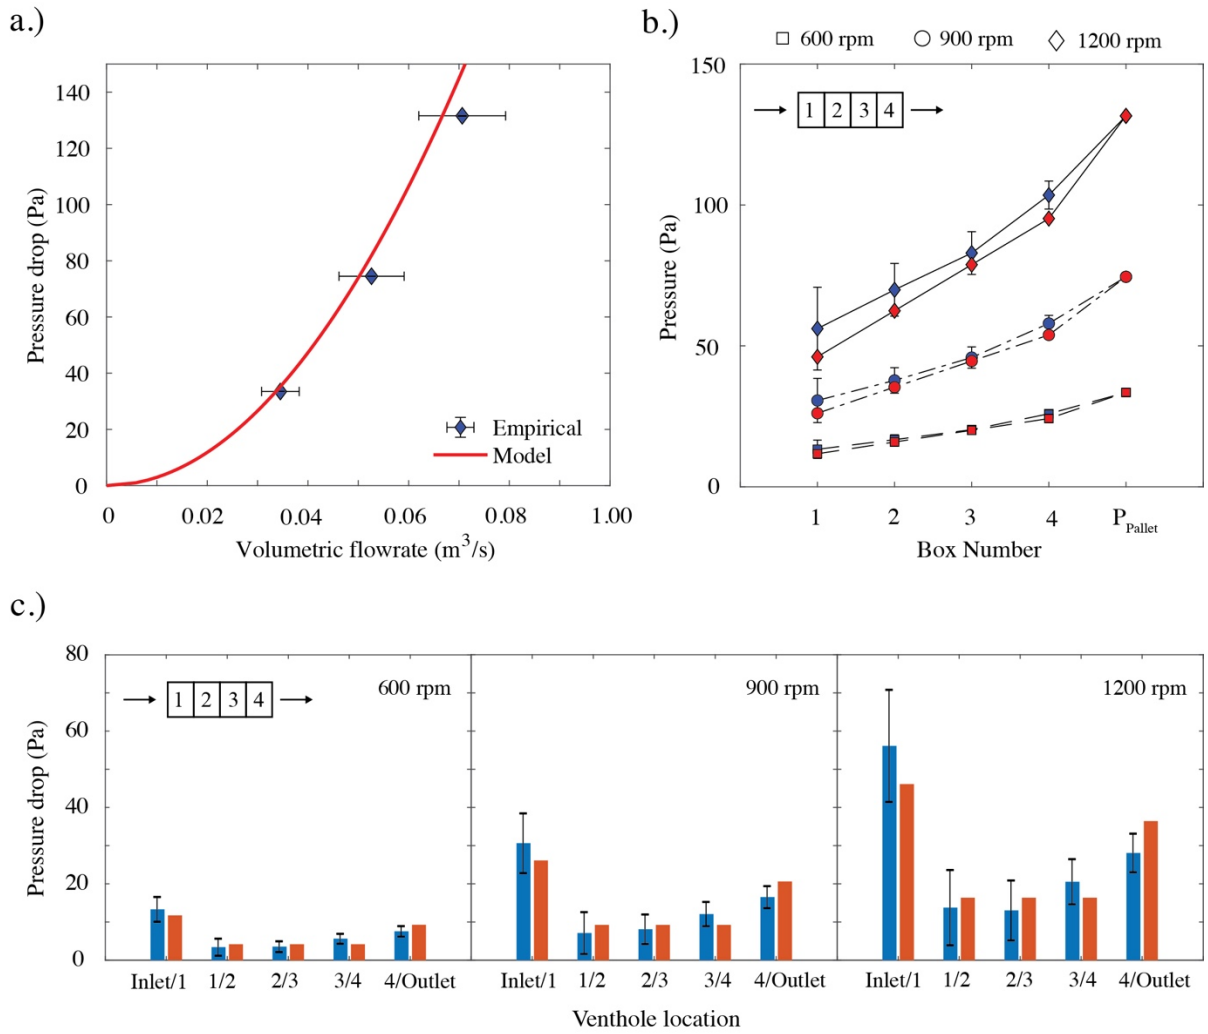 a.)
140
120
100
80
60
40
20
0
Pressure drop (Pa)
Empirical
Model
0 0.02 0.04 0.06 0.08 1.00
Volumetric flowrate (m³/s)
b.)
600 rpm 900 rpm 1200 rpm
150
1 2 3 4
100
50
0
Pressure (Pa)
1 2 3 4 P_Pallet
Box Number
c.)
80
60
40
20
0
Pressure drop (Pa)
1 2 3 4
600 rpm
900 rpm
1200 rpm
Inlet/1 1/2 2/3 3/4 4/Outlet
Inlet/1 1/2 2/3 3/4 4/Outlet
Inlet/1 1/2 2/3 3/4 4/Outlet
Venthole location